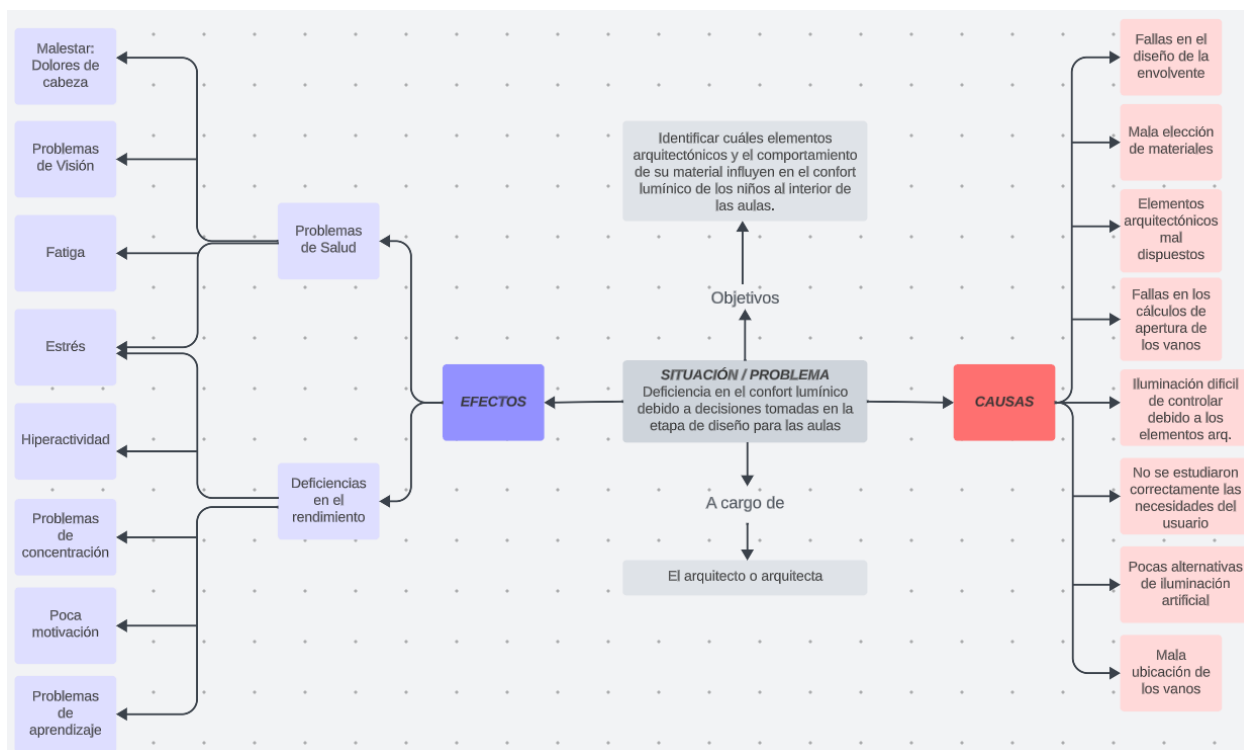 Malestar:
Dolores de
cabeza
Problemas
de Visión
Fatiga
Estrés
Hiperactividad
Problemas
de
concentración
Poca
motivación
Problemas
de
aprendizaje
Problemas
de Salud
Deficiencias
en el
rendimiento
EFECTOS
Identificar cuáles elementos
arquitectónicos y el comportamiento
de su material influyen en el confort
lumínico de los niños al interior de
las aulas.
Objetivos
SITUACIÓN / PROBLEMA
Deficiencia en el confort lumínico
debido a decisiones tomadas en la
etapa de diseño para las aulas
A cargo de
El arquitecto o arquitecta
CAUSAS
Fallas en el
diseño de la
envolvente
Mala elección
de materiales
Elementos
arquitectónicos
mal
dispuestos
Fallas en los
cálculos de
apertura de
los vanos
Iluminación dificil
de controlar
debido a los
elementos arq.
No se estudiaron
correctamente las
necesidades del
usuario
Pocas alternativas
de iluminación
artificial
Mala
ubicación de
los vanos